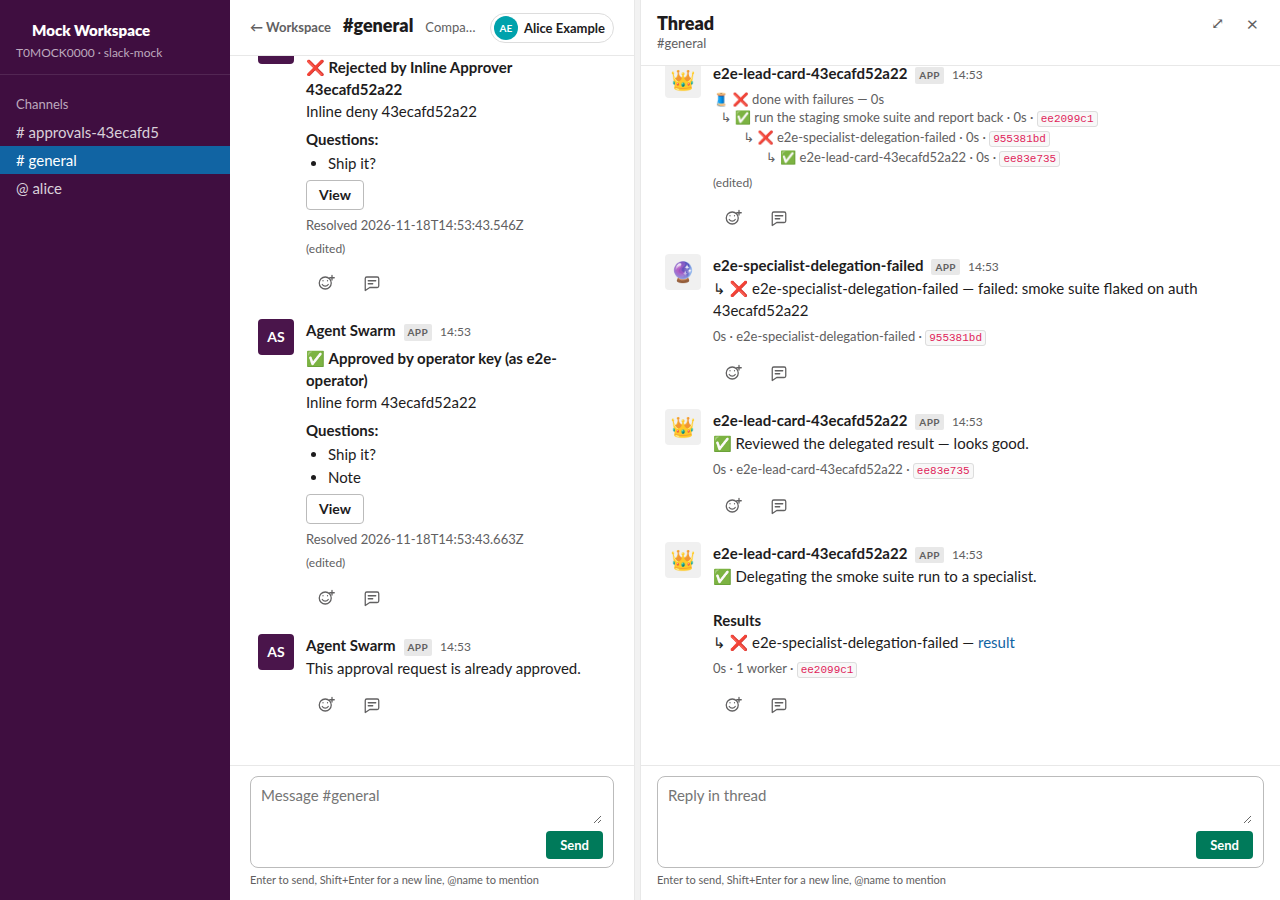 Mock Workspace
T0MOCK0000 · slack-mock
Channels
# approvals-43ecafd5
# general
@ alice
← Workspace
#general
Compa...
AE
Alice Example
❌ Rejected by Inline Approver
43ecafd52a22
Inline deny 43ecafd52a22
Questions:
• Ship it?
View
Resolved 2026-11-18T14:53:43.546Z
(edited)
AS
Agent Swarm APP 14:53
✅ Approved by operator key (as e2e-
operator)
Inline form 43ecafd52a22
Questions:
• Ship it?
• Note
View
Resolved 2026-11-18T14:53:43.663Z
(edited)
AS
Agent Swarm APP 14:53
This approval request is already approved.
Message #general
Send
Enter to send, Shift+Enter for a new line, @name to mention
Thread
#general
e2e-lead-card-43ecafd52a22 APP 14:53
🧵 ❌ done with failures — 0s
↳ ✅ run the staging smoke suite and report back · 0s · ee2099c1
↳ ❌ e2e-specialist-delegation-failed · 0s · 955381bd
↳ ✅ e2e-lead-card-43ecafd52a22 · 0s · ee83e735
(edited)
e2e-specialist-delegation-failed APP 14:53
↳ ❌ e2e-specialist-delegation-failed — failed: smoke suite flaked on auth
43ecafd52a22
0s · e2e-specialist-delegation-failed · 955381bd
e2e-lead-card-43ecafd52a22 APP 14:53
✅ Reviewed the delegated result — looks good.
0s · e2e-lead-card-43ecafd52a22 · ee83e735
e2e-lead-card-43ecafd52a22 APP 14:53
✅ Delegating the smoke suite run to a specialist.
Results
↳ ❌ e2e-specialist-delegation-failed — result
0s · 1 worker · ee2099c1
Reply in thread
Send
Enter to send, Shift+Enter for a new line, @name to mention